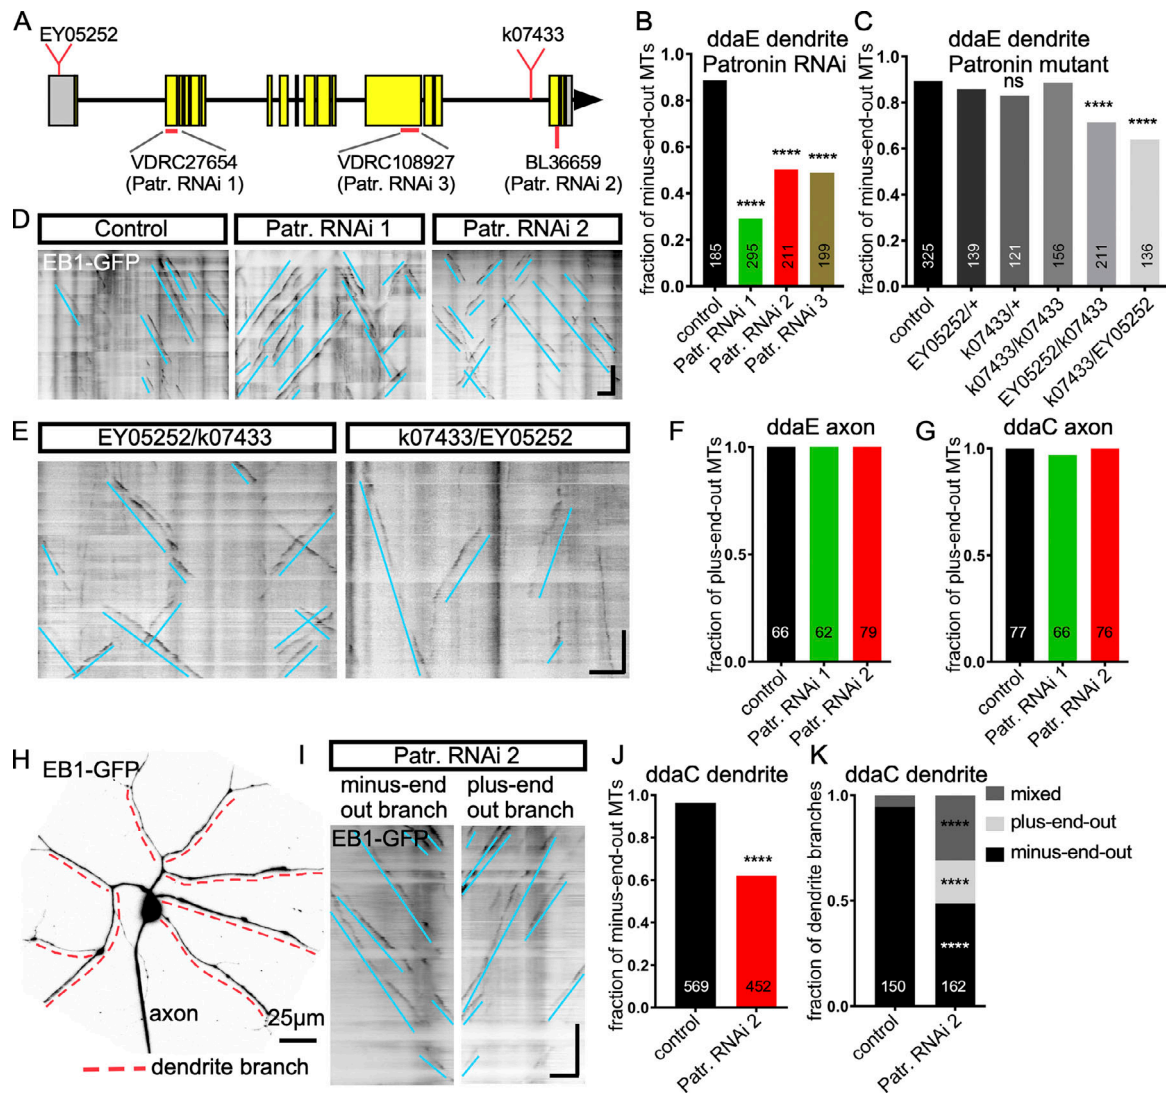 A
EY05252
k07433
VDRC27654
(Patr. RNAi 1)
VDRC108927
(Patr. RNAi 3)
BL36659
(Patr. RNAi 2)
B
ddaE dendrite
Patronin RNAi
fraction of minus-end-out MTs
1.0
0.8
0.6
0.4
0.2
0.0
****
****
****
185
295
211
199
control
Patr. RNAi 1
Patr. RNAi 2
Patr. RNAi 3
C
ddaE dendrite
Patronin mutant
fraction of minus-end-out MTs
1.0
0.8
0.6
0.4
0.2
0.0
ns
****
****
325
139
121
156
211
136
control
EY05252/+
k07433/+
k07433/k07433
EY05252/k07433
k07433/EY05252
D
Control
Patr. RNAi 1
Patr. RNAi 2
EB1-GFP
E
EY05252/k07433
k07433/EY05252
F
ddaE axon
fraction of plus-end-out MTs
1.0
0.5
0.0
66
62
79
control
Patr. RNAi 1
Patr. RNAi 2
G
ddaC axon
fraction of plus-end-out MTs
1.0
0.5
0.0
77
66
76
control
Patr. RNAi 1
Patr. RNAi 2
H
EB1-GFP
axon
25μm
dendrite branch
I
Patr. RNAi 2
minus-end
out branch
plus-end
out branch
EB1-GFP
J
ddaC dendrite
fraction of minus-end-out MTs
1.0
0.8
0.6
0.4
0.2
0.0
****
569
452
control
Patr. RNAi 2
K
ddaC dendrite
fraction of dendrite branches
1.0
0.5
0.0
****
****
****
150
162
control
Patr. RNAi 2
mixed
plus-end-out
minus-end-out